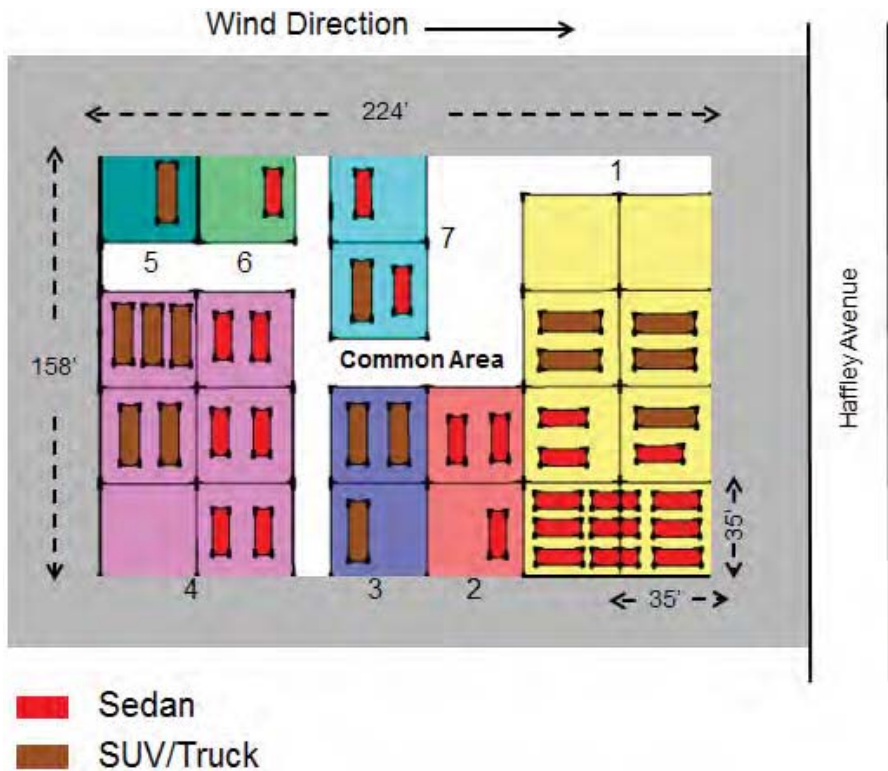 Wind Direction
224'
1
5
6
7
158'
Common Area
Haffley Avenue
35'
35'
4
3
2
Sedan
SUV/Truck